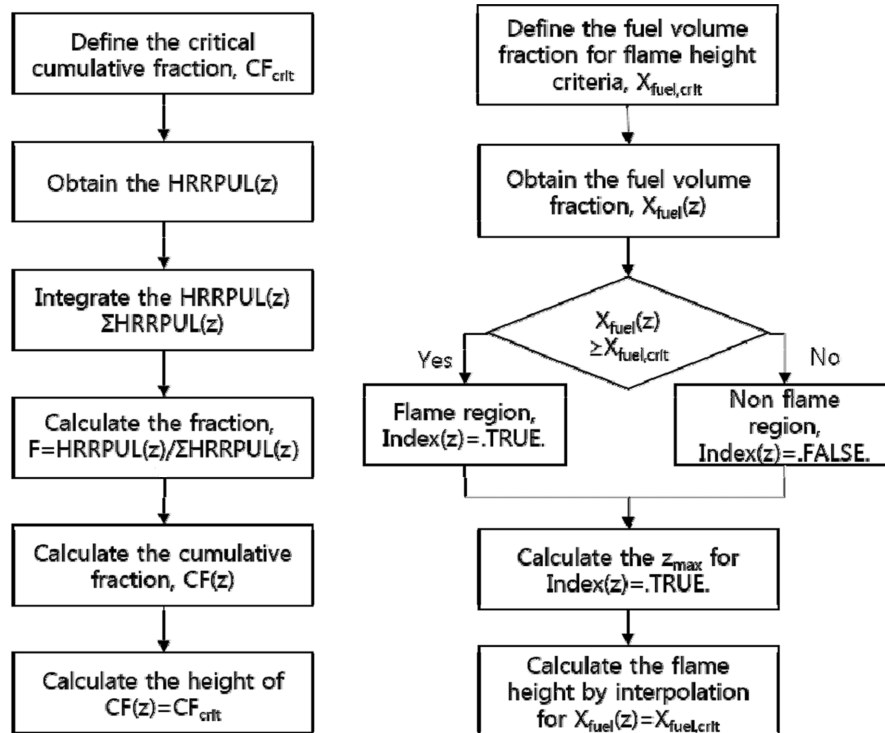 Define the critical
cumulative fraction, CFcrit
Obtain the HRRPUL(z)
Integrate the HRRPUL(z)
ΣHRRPUL(z)
Calculate the fraction,
F=HRRPUL(z)/ΣHRRPUL(z)
Calculate the cumulative
fraction, CF(z)
Calculate the height of
CF(z)=CFcrit
Define the fuel volume
fraction for flame height
criteria, Xfuel,crit
Obtain the fuel volume
fraction, Xfuel(z)
Xfuel(z)
≥Xfuel,crit
Yes
No
Flame region,
Index(z)=.TRUE.
Non flame
region,
Index(z)=.FALSE.
Calculate the zmax for
Index(z)=.TRUE.
Calculate the flame
height by interpolation
for Xfuel(z)=Xfuel,crit